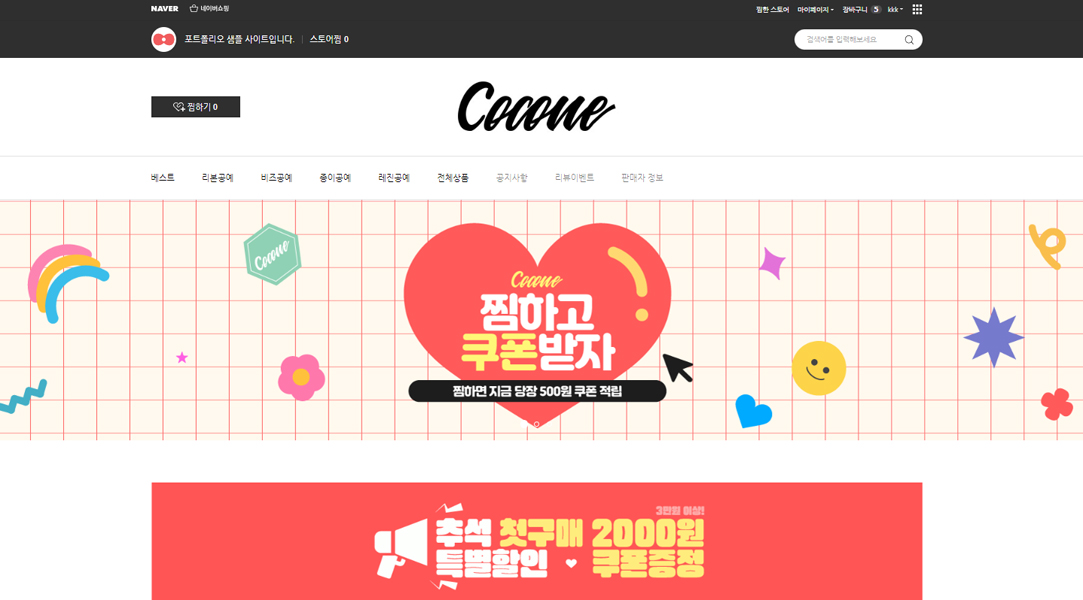 NAVER 네이버쇼핑 찜한 스토어 마이페이지 장바구니 5 kkk
포트폴리오 샘플 사이트입니다. 스토어찜 0 검색어를 입력해보세요
찜하기 0
Cocone
베스트 리본공예 비즈공예 종이공예 레진공예 전체상품 공지사항 리뷰이벤트 판매자 정보
Cocone
Cocone
찜하고
쿠폰받자
찜하면 지금 당장 500원 쿠폰 적립
3만원 이상!
추석 첫구매 2000원
특별할인 쿠폰증정